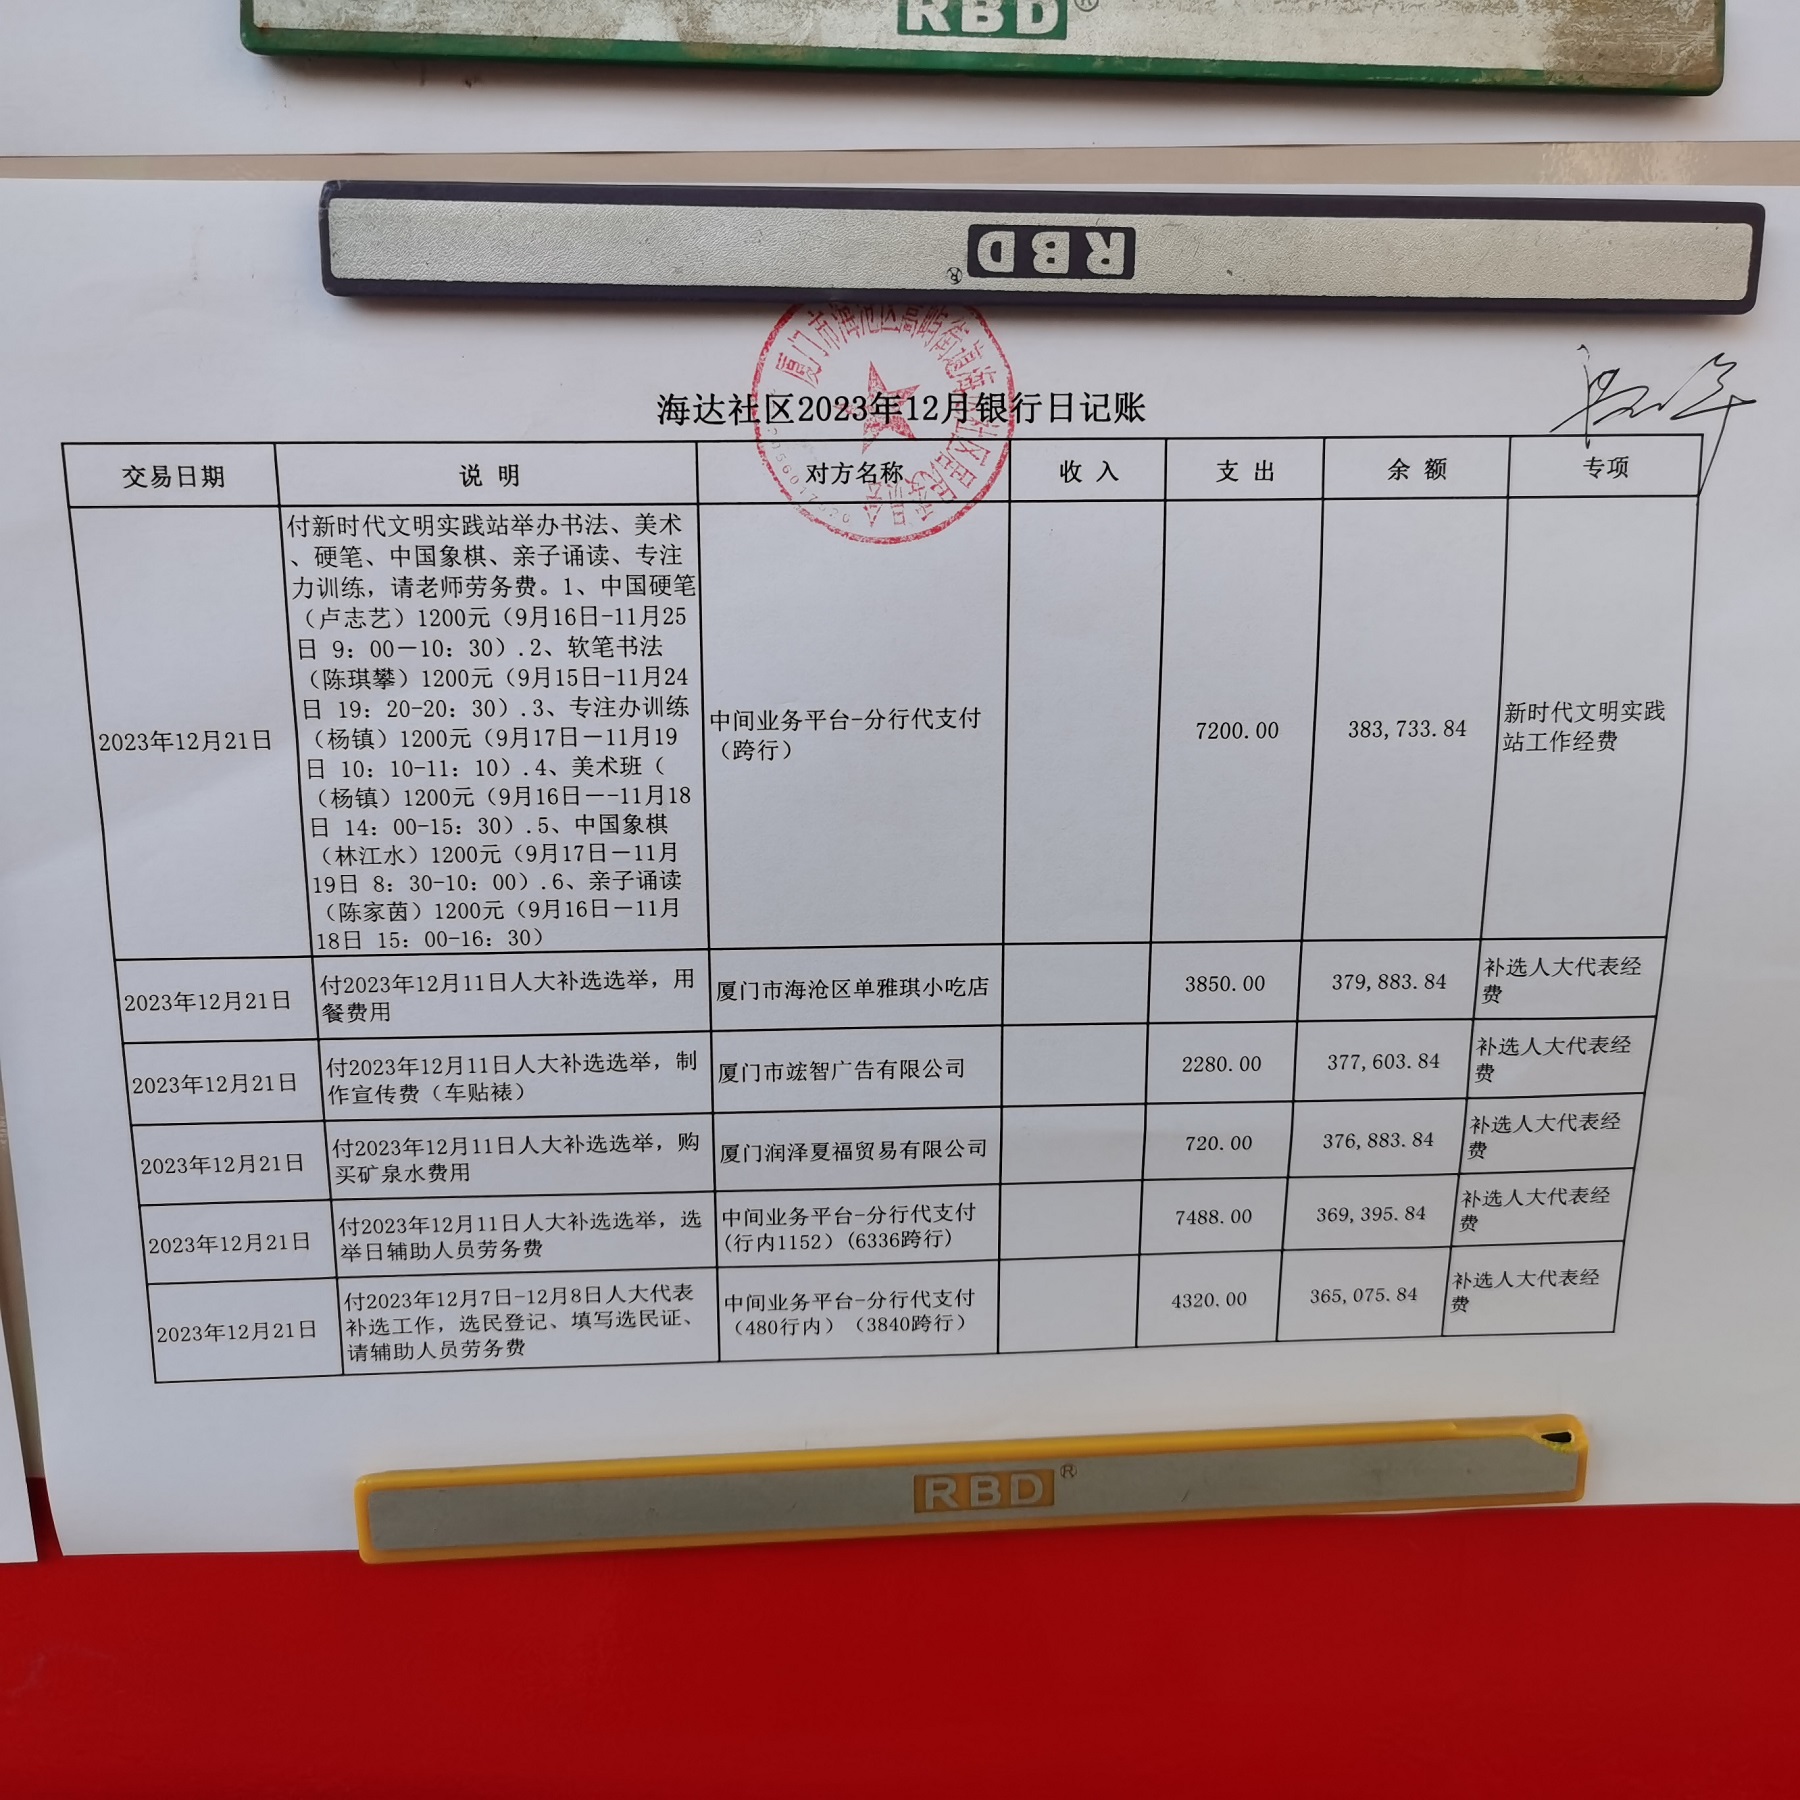 RBD®
RBD®
海达社区2023年12月银行日记账
交易日期 说 明 对方名称 收 入 支 出 余 额 专项
付新时代文明实践站举办书法、美术
、硬笔、中国象棋、亲子诵读、专注
力训练，请老师劳务费。1、中国硬笔
（卢志艺）1200元（9月16日-11月25
日 9：00－10：30）.2、软笔书法
（陈琪攀）1200元（9月15日-11月24
日 19：20-20：30）.3、专注办训练
（杨镇）1200元（9月17日－11月19
日 10：10-11：10）.4、美术班（
（杨镇）1200元（9月16日－-11月18
日 14：00-15：30）.5、中国象棋
（林江水）1200元（9月17日－11月
19日 8：30-10：00）.6、亲子诵读
（陈家茵）1200元（9月16日－11月
18日 15：00-16：30）
2023年12月21日
中间业务平台-分行代支付
（跨行）
7200.00
383,733.84
新时代文明实践
站工作经费
2023年12月21日
付2023年12月11日人大补选选举，用
餐费用
厦门市海沧区单雅琪小吃店
3850.00
379,883.84
补选人大代表经
费
2023年12月21日
付2023年12月11日人大补选选举，制
作宣传费（车贴裱）
厦门市竑智广告有限公司
2280.00
377,603.84
补选人大代表经
费
2023年12月21日
付2023年12月11日人大补选选举，购
买矿泉水费用
厦门润泽夏福贸易有限公司
720.00
376,883.84
补选人大代表经
费
2023年12月21日
付2023年12月11日人大补选选举，选
举日辅助人员劳务费
中间业务平台-分行代支付
(行内1152）(6336跨行)
7488.00
369,395.84
补选人大代表经
费
2023年12月21日
付2023年12月7日-12月8日人大代表
补选工作，选民登记、填写选民证、
请辅助人员劳务费
中间业务平台-分行代支付
（480行内）（3840跨行）
4320.00
365,075.84
补选人大代表经
费
RBD®